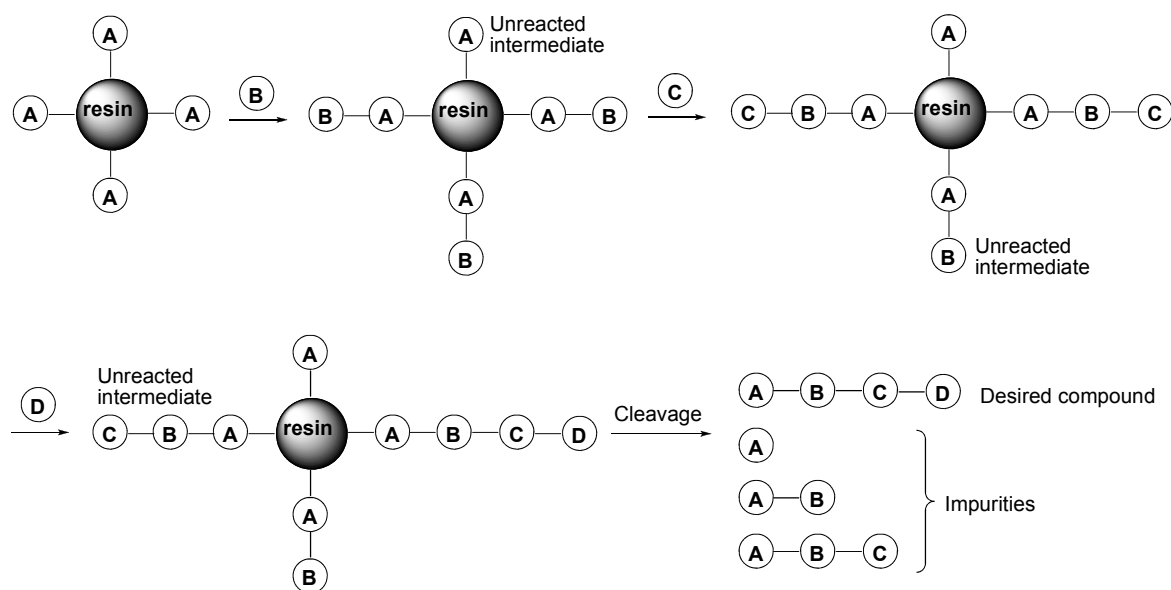 A
A resin A
A
B
Unreacted
intermediate
A
B A resin A B
A
B
C
A
C B A resin A B C
A
B
Unreacted
intermediate
D
Unreacted
intermediate
A
C B A resin A B C D
A
B
Cleavage
A B C D Desired compound
A
A B
A B C
Impurities